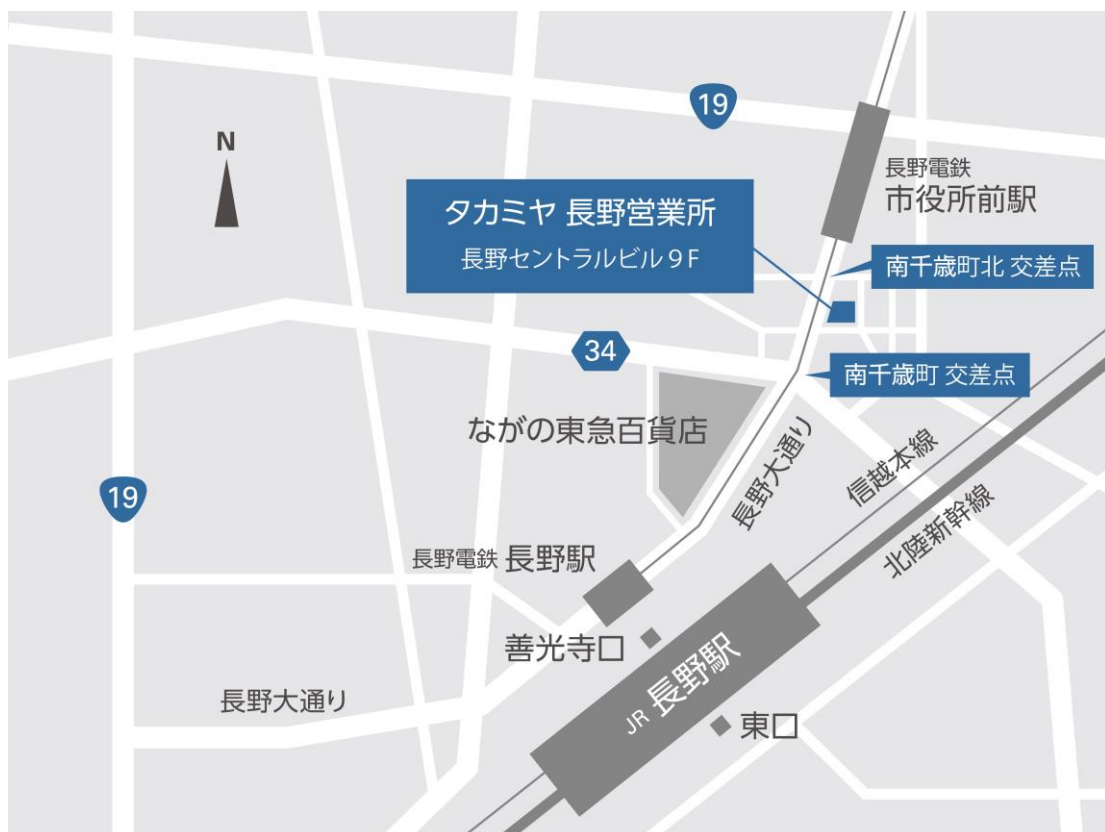 19
N
長野電鉄
市役所前駅
タカミヤ 長野営業所
長野セントラルビル 9F
南千歳町北 交差点
34
南千歳町 交差点
ながの東急百貨店
長野大通り
信越本線
北陸新幹線
19
長野電鉄 長野駅
善光寺口
JR 長野駅
長野大通り
東口